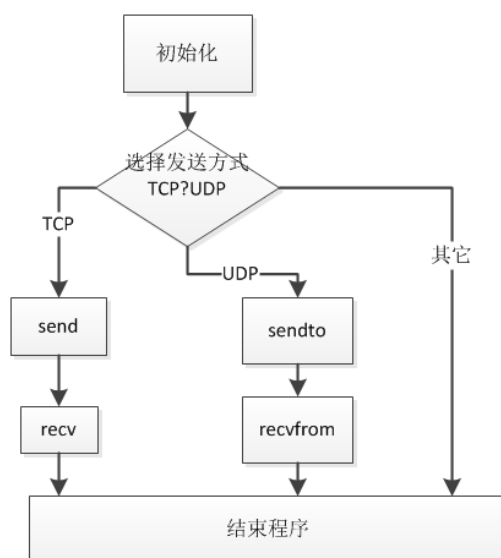 初始化
选择发送方式
TCP?UDP
TCP
UDP
其它
send
sendto
recv
recvfrom
结束程序